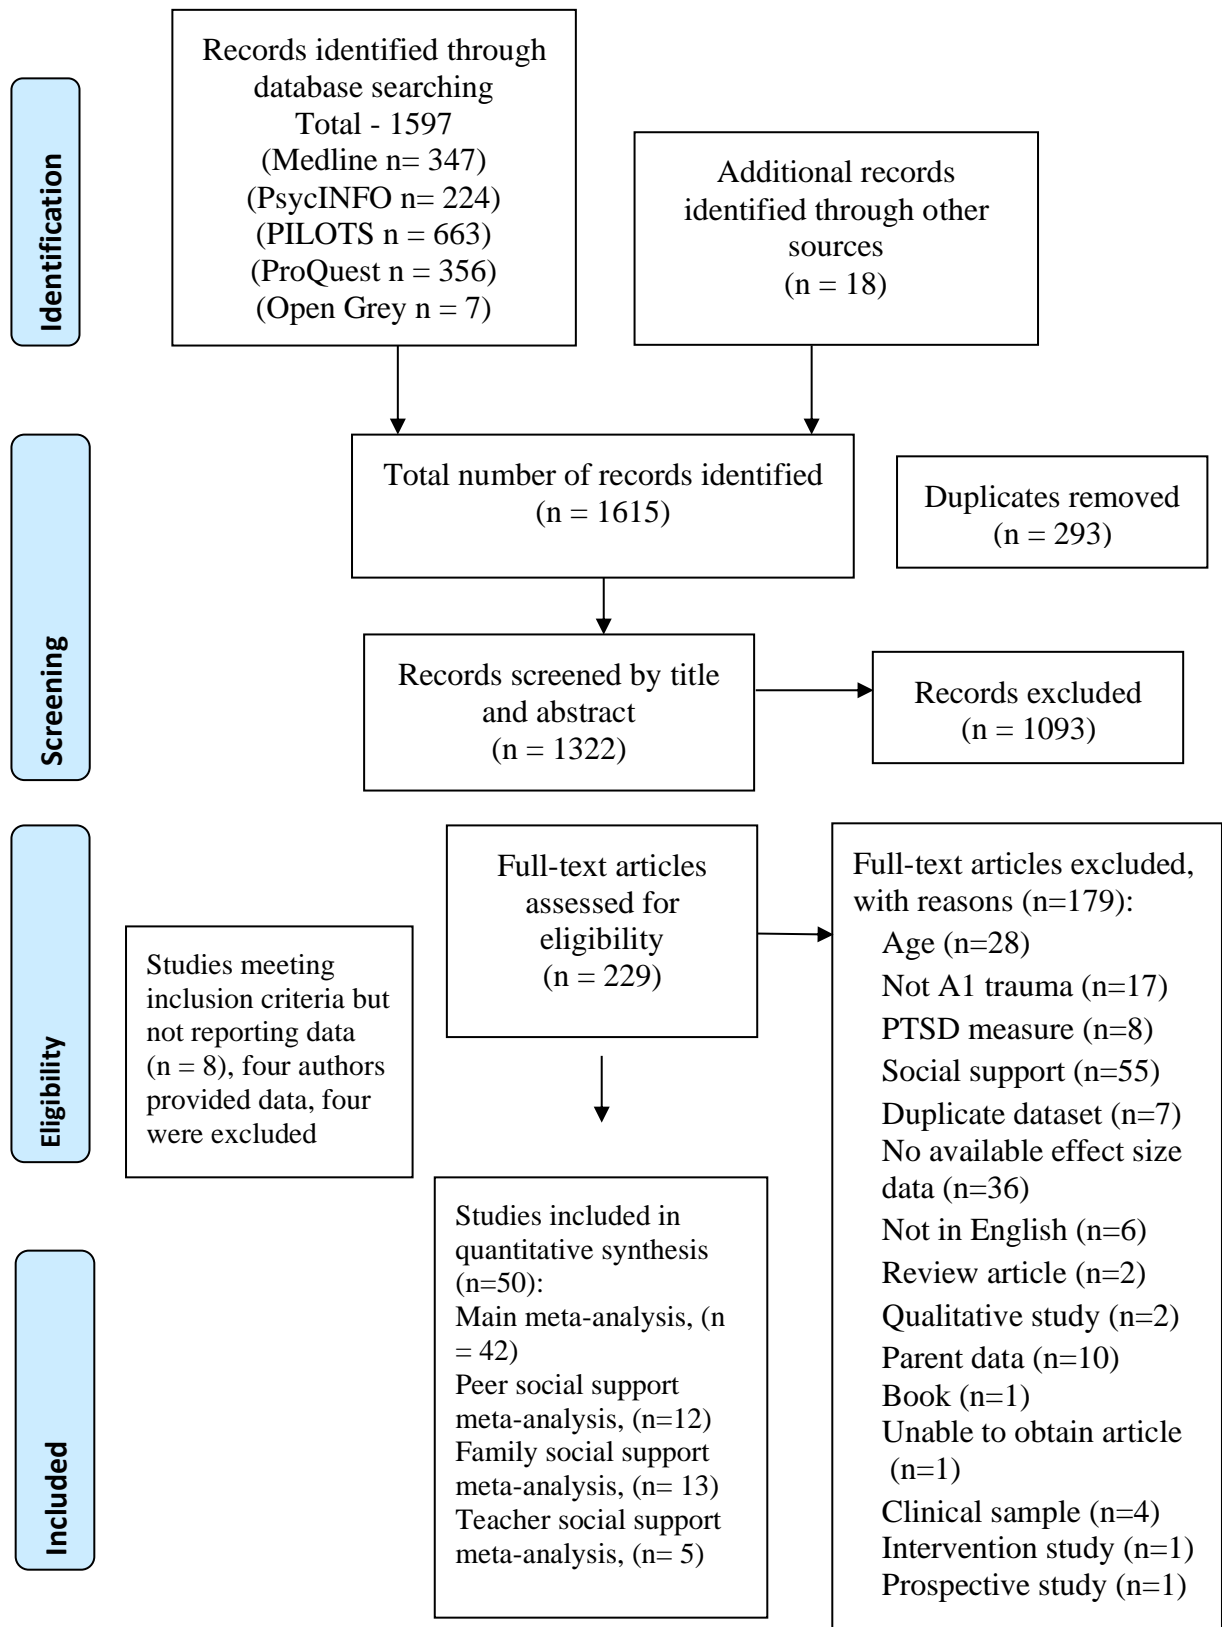 Identification
Records identified through
database searching
Total - 1597
(Medline n= 347)
(PsycINFO n= 224)
(PILOTS n = 663)
(ProQuest n = 356)
(Open Grey n = 7)
Additional records
identified through other
sources
(n = 18)
Screening
Total number of records identified
(n = 1615)
Duplicates removed
(n = 293)
Records screened by title
and abstract
(n = 1322)
Records excluded
(n = 1093)
Eligibility
Full-text articles
assessed for
eligibility
(n = 229)
Studies meeting
inclusion criteria but
not reporting data
(n = 8), four authors
provided data, four
were excluded
Full-text articles excluded,
with reasons (n=179):
Age (n=28)
Not A1 trauma (n=17)
PTSD measure (n=8)
Social support (n=55)
Duplicate dataset (n=7)
No available effect size
data (n=36)
Not in English (n=6)
Review article (n=2)
Qualitative study (n=2)
Parent data (n=10)
Book (n=1)
Unable to obtain article
(n=1)
Clinical sample (n=4)
Intervention study (n=1)
Prospective study (n=1)
Included
Studies included in
quantitative synthesis
(n=50):
Main meta-analysis, (n
= 42)
Peer social support
meta-analysis, (n=12)
Family social support
meta-analysis, (n= 13)
Teacher social support
meta-analysis, (n= 5)